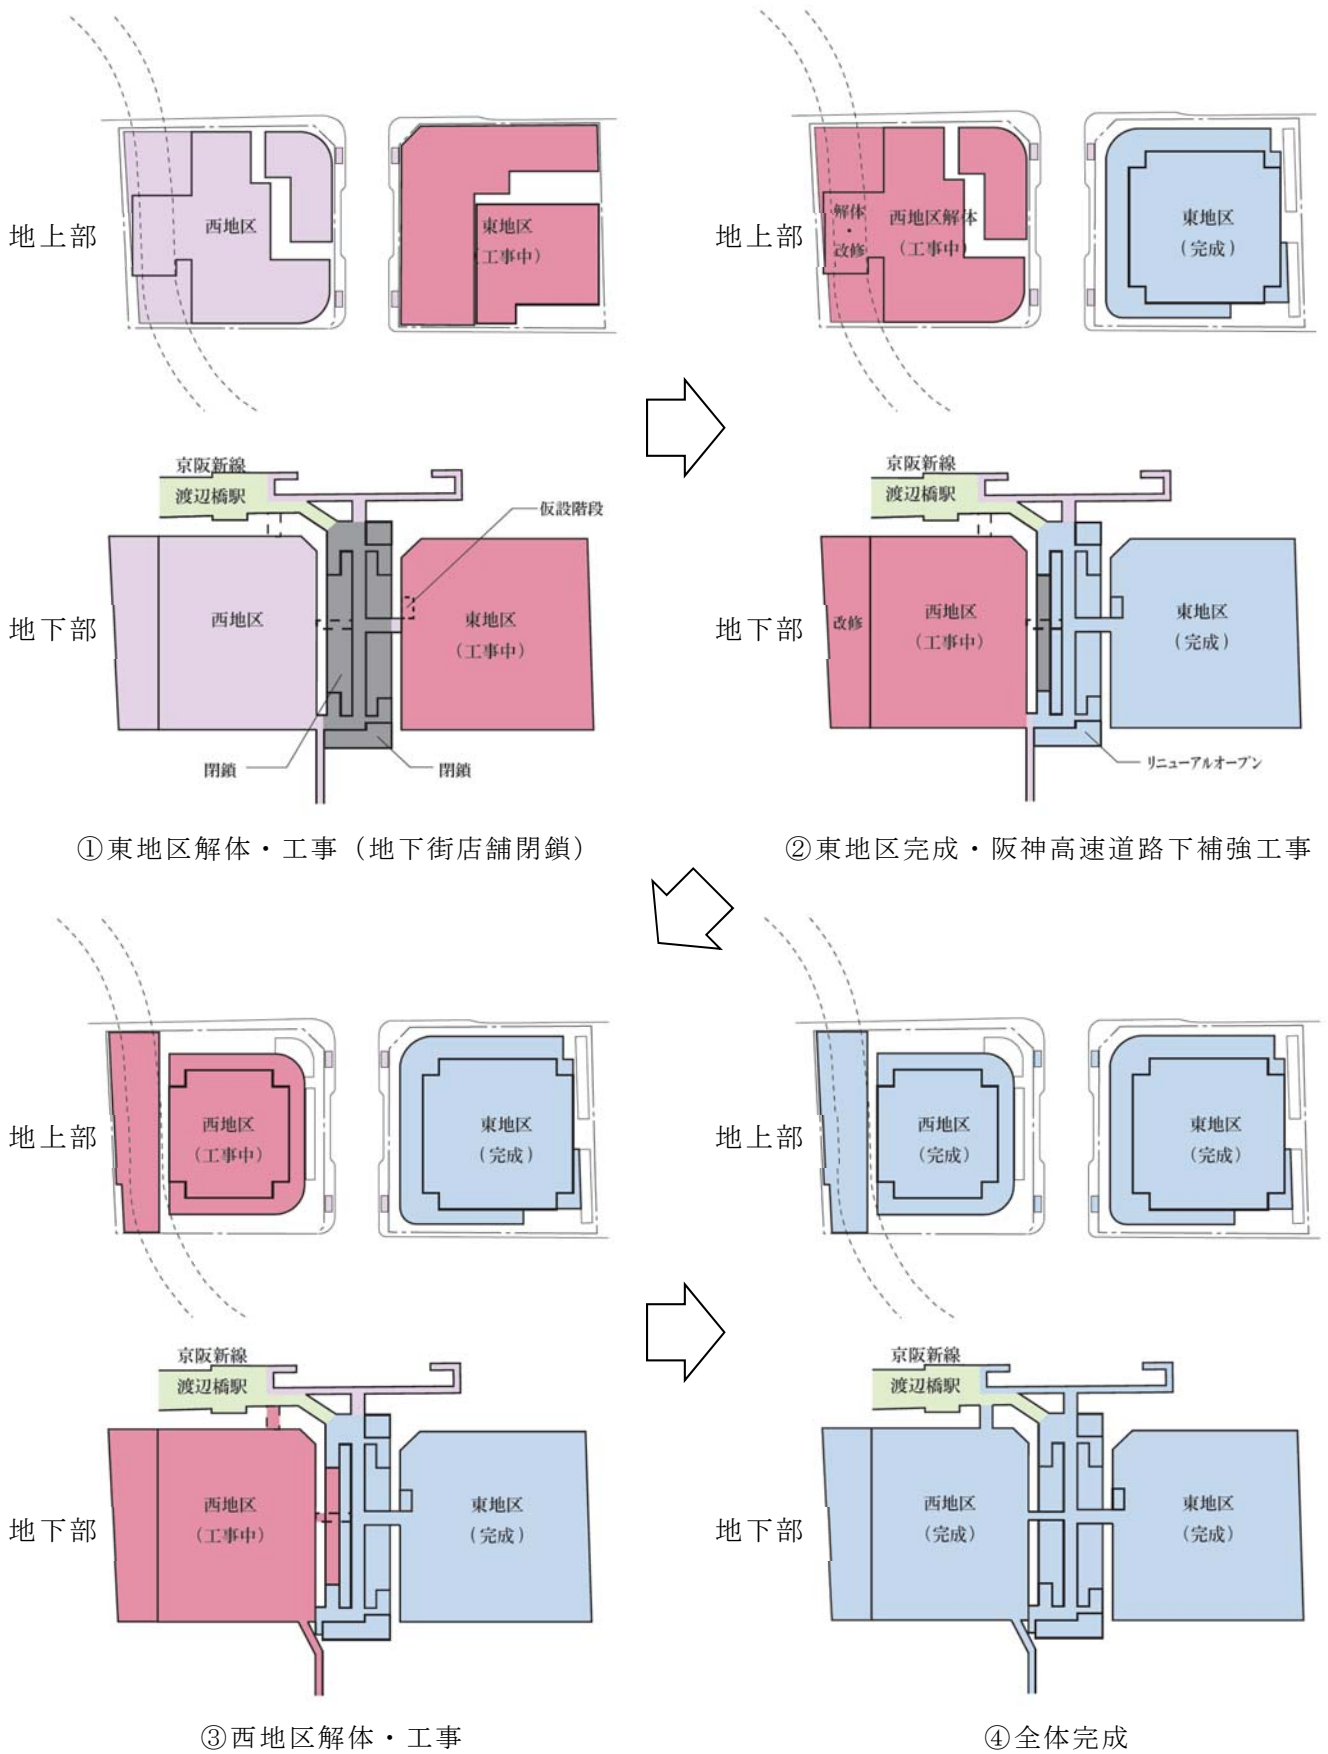 地上部
西地区
東地区
(工事中)
京阪新線
渡辺橋駅
仮設階段
地下部
西地区
東地区
(工事中)
閉鎖
閉鎖
①東地区解体・工事（地下街店舗閉鎖）
地上部
解体
・
改修
西地区解体
(工事中)
東地区
(完成)
京阪新線
渡辺橋駅
地下部
改修
西地区
(工事中)
東地区
(完成)
リニューアルオープン
②東地区完成・阪神高速道路下補強工事
地上部
西地区
(工事中)
東地区
(完成)
京阪新線
渡辺橋駅
地下部
西地区
(工事中)
東地区
(完成)
③西地区解体・工事
地上部
西地区
(完成)
東地区
(完成)
京阪新線
渡辺橋駅
地下部
西地区
(完成)
東地区
(完成)
④全体完成